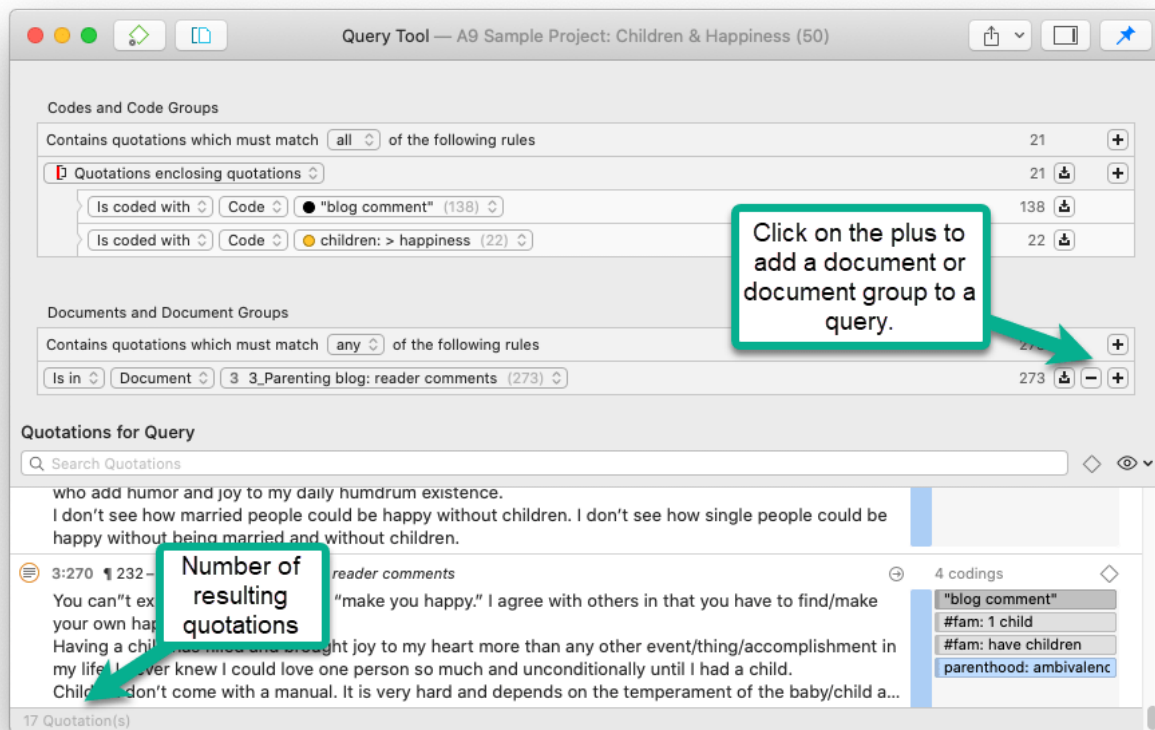 Query Tool — A9 Sample Project: Children & Happiness (50)
Codes and Code Groups
Contains quotations which must match all of the following rules 21
Quotations enclosing quotations 21
Is coded with Code "blog comment" (138) 138
Is coded with Code children: > happiness (22) 22
Click on the plus to
add a document or
document group to a
query.
Documents and Document Groups
Contains quotations which must match any of the following rules
Is in Document 3 3_Parenting blog: reader comments (273) 273
Quotations for Query
Search Quotations
who add humor and joy to my daily humdrum existence.
I don't see how married people could be happy without children. I don't see how single people could be
happy without being married and without children.
Number of
resulting
quotations
3:270 ¶ 232 – reader comments 4 codings
You can"t "make you happy." I agree with others in that you have to find/make
your own
Having a brought joy to my heart more than any other event/thing/accomplishment in
my life. knew I could love one person so much and unconditionally until I had a child.
don't come with a manual. It is very hard and depends on the temperament of the baby/child a...
"blog comment"
#fam: 1 child
#fam: have children
parenthood: ambivalenc
17 Quotation(s)